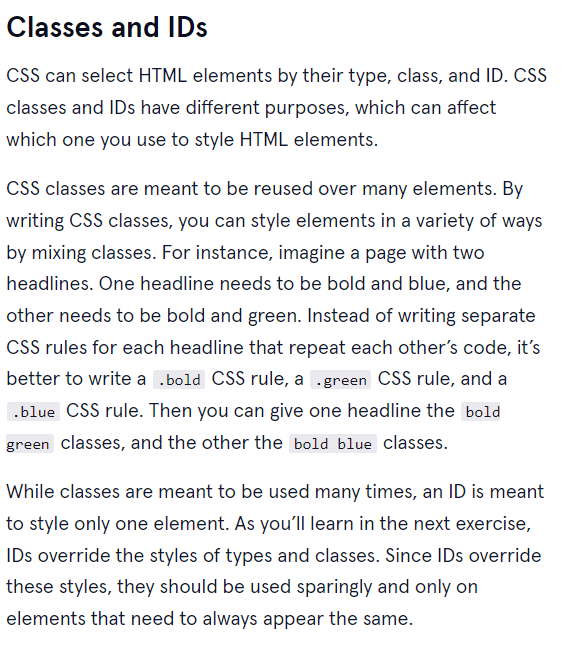 Classes and IDs
CSS can select HTML elements by their type, class, and ID. CSS
classes and IDs have different purposes, which can affect
which one you use to style HTML elements.
CSS classes are meant to be reused over many elements. By
writing CSS classes, you can style elements in a variety of ways
by mixing classes. For instance, imagine a page with two
headlines. One headline needs to be bold and blue, and the
other needs to be bold and green. Instead of writing separate
CSS rules for each headline that repeat each other’s code, it’s
better to write a .bold CSS rule, a .green CSS rule, and a
.blue CSS rule. Then you can give one headline the bold
green classes, and the other the bold blue classes.
While classes are meant to be used many times, an ID is meant
to style only one element. As you’ll learn in the next exercise,
IDs override the styles of types and classes. Since IDs override
these styles, they should be used sparingly and only on
elements that need to always appear the same.